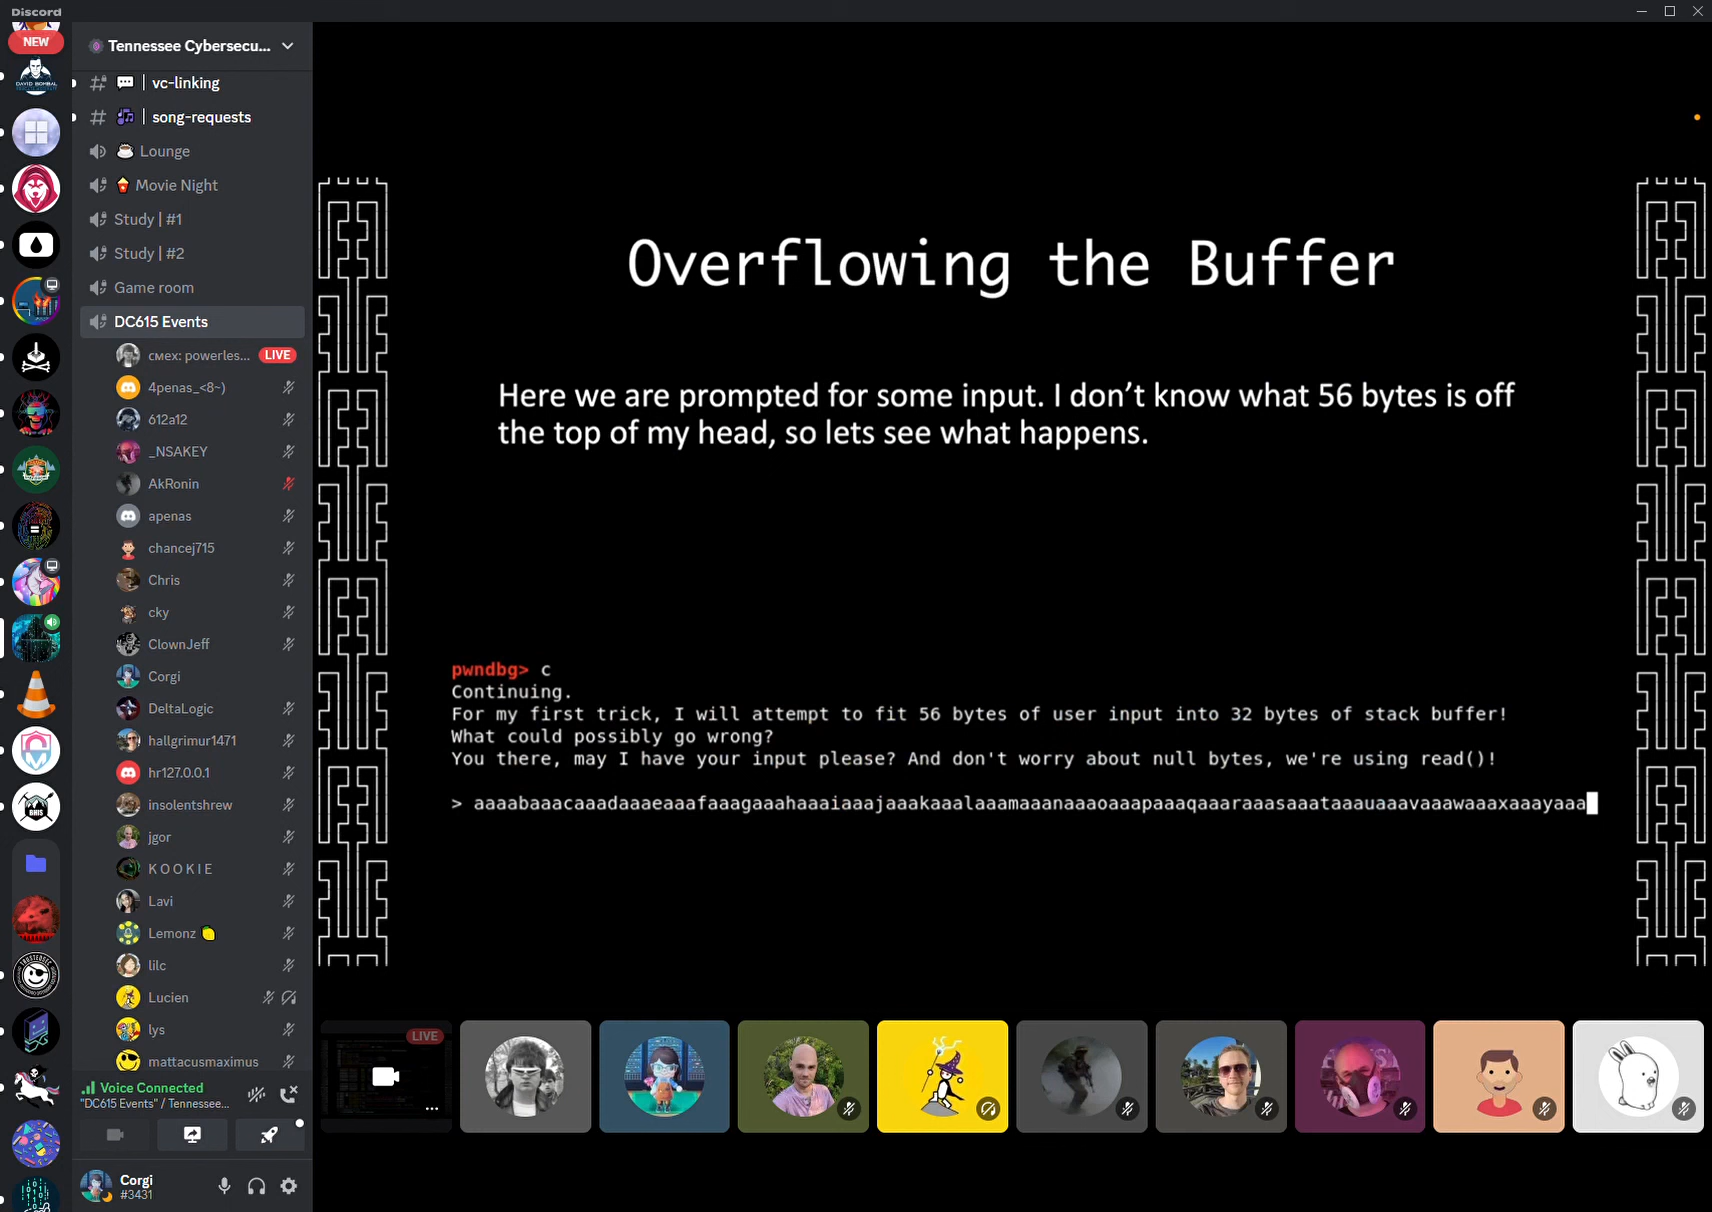 Discord
NEW
DAVID BOMBAL
Tennessee Cybersecu...
vc-linking
song-requests
Lounge
Movie Night
Study | #1
Study | #2
Game room
DC615 Events
смех: powerles... LIVE
4penas_<8~)
612a12
_NSAKEY
AkRonin
apenas
chancej715
Chris
cky
ClownJeff
Corgi
DeltaLogic
hallgrimur1471
hr127.0.0.1
insolentshrew
jgor
K O O K I E
Lavi
Lemonz
lilc
Lucien
lys
mattacusmaximus
Voice Connected
"DC615 Events" / Tennessee...
Corgi
#3431
BHIS
Overflowing the Buffer
Here we are prompted for some input. I don’t know what 56 bytes is off
the top of my head, so lets see what happens.
pwndbg> c
Continuing.
For my first trick, I will attempt to fit 56 bytes of user input into 32 bytes of stack buffer!
What could possibly go wrong?
You there, may I have your input please? And don't worry about null bytes, we're using read()!
> aaaabaaacaaadaaaeaaafaaagaaahaaaiaaajaaakaaalaaamaaanaaaoaaapaaaqaaaraaasaaataaauaaavaaawaaaxaaayaaa
LIVE